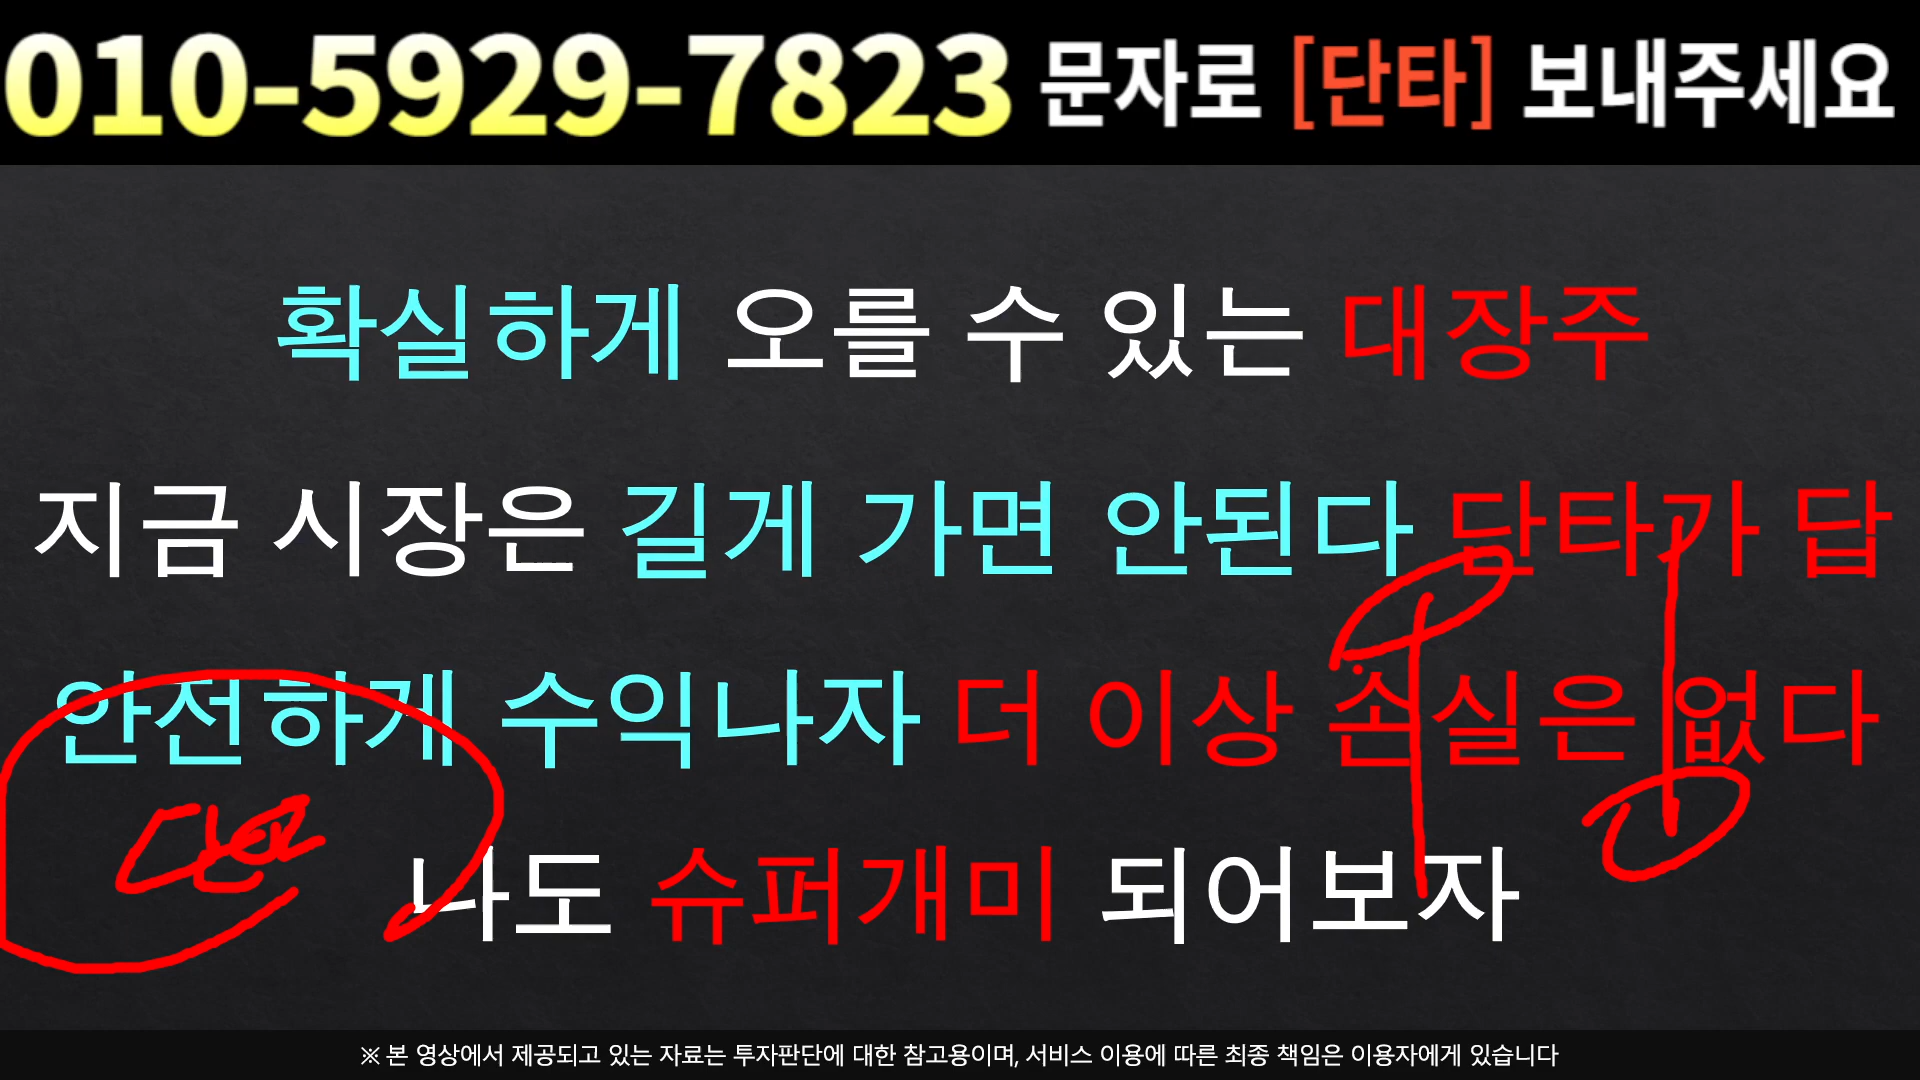 010-5929-7823 문자로 [단타] 보내주세요
확실하게 오를 수 있는 대장주
지금 시장은 길게 가면 안된다 단타가 답
안전하게 수익나자 더 이상 손실은 없다
나도 슈퍼개미 되어보자
※ 본 영상에서 제공되고 있는 자료는 투자판단에 대한 참고용이며, 서비스 이용에 따른 최종 책임은 이용자에게 있습니다